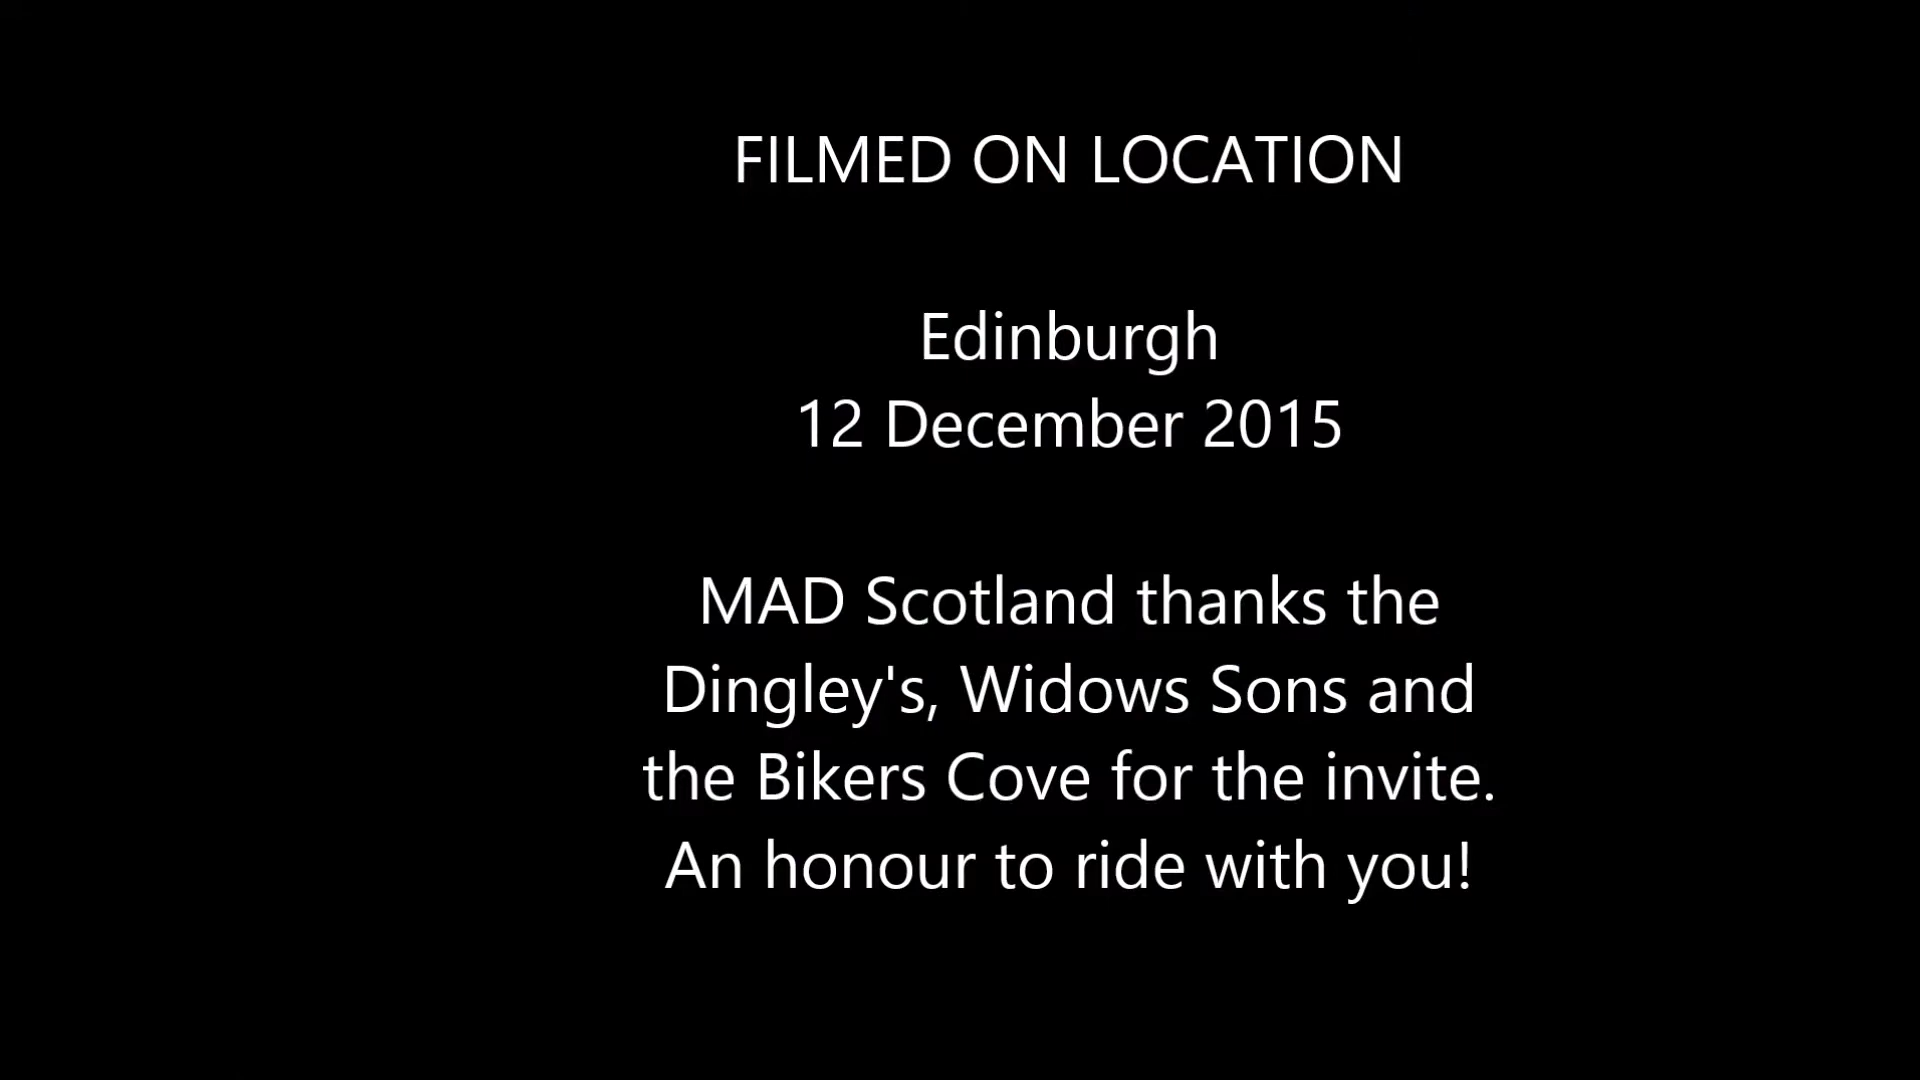 FILMED ON LOCATION
Edinburgh
12 December 2015
MAD Scotland thanks the
Dingley's, Widows Sons and
the Bikers Cove for the invite.
An honour to ride with you!